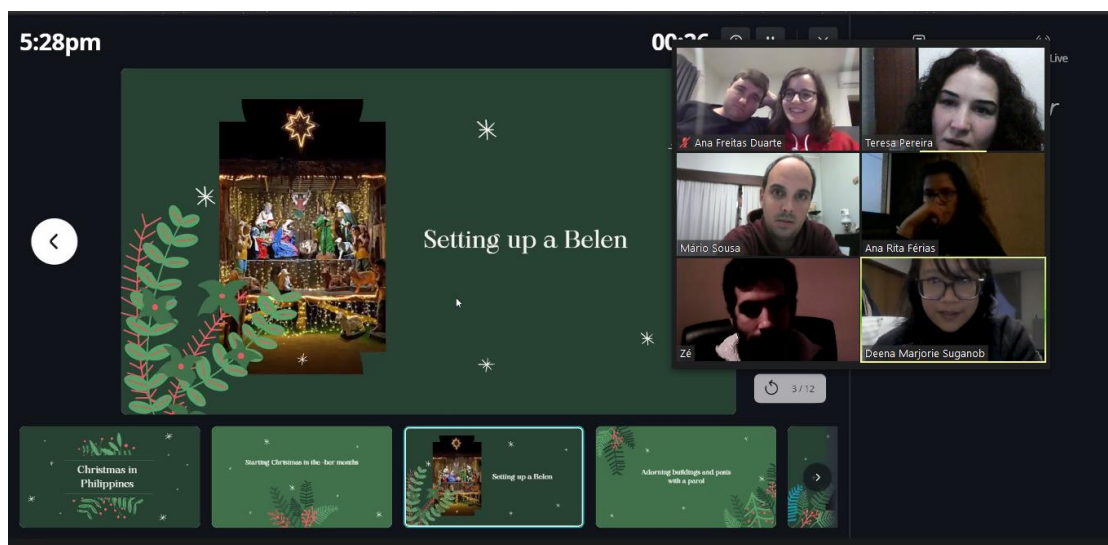 5:28pm
Live
Setting up a Belen
Ana Freitas Duarte
Teresa Pereira
Mário Sousa
Ana Rita Férias
Zé
Deena Marjorie Suganob
3/12
Christmas in
Philippines
Starting Christmas in the -ber months
Setting up a Belen
Adorning buildings and posts
with a parol